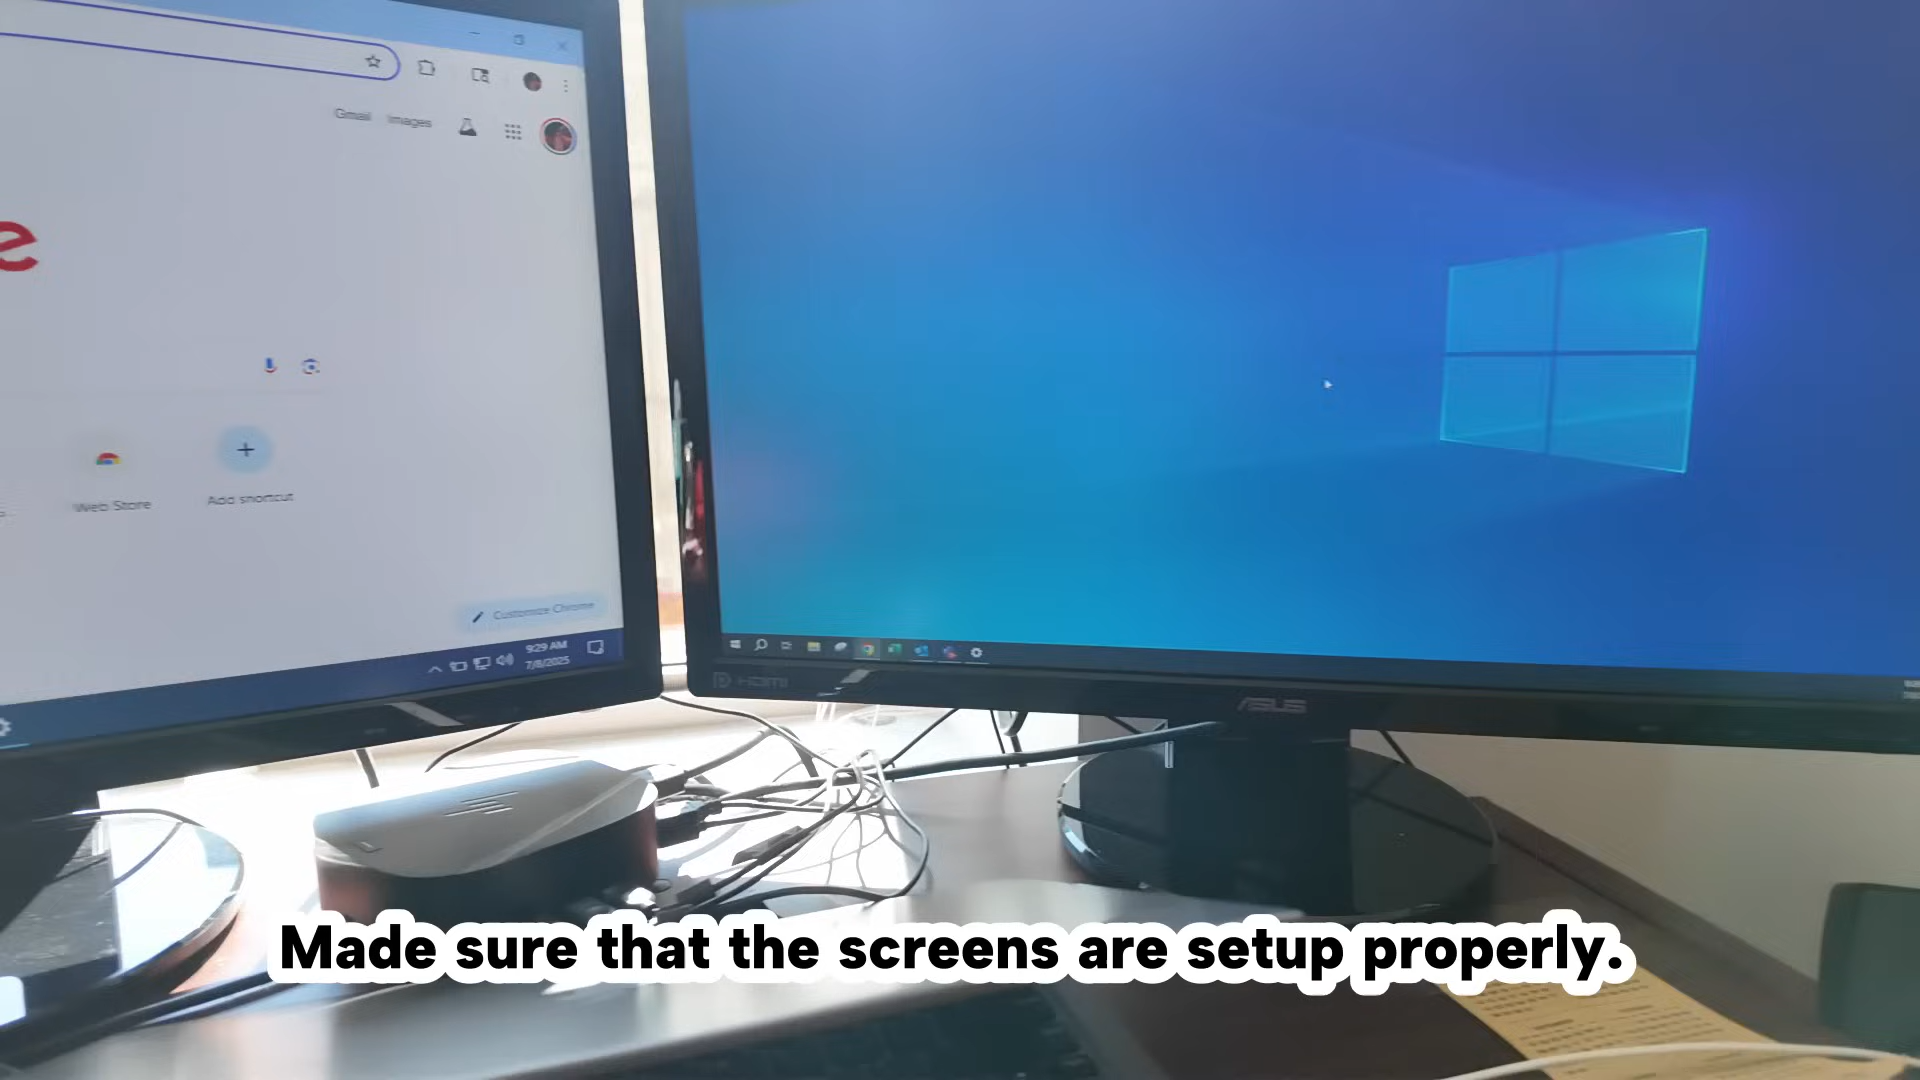 Gmail Images
e
Web Store
Add shortcut
Customize Chrome
9:29 AM
7/8/2025
HDMI
ASUS
Made sure that the screens are setup properly.